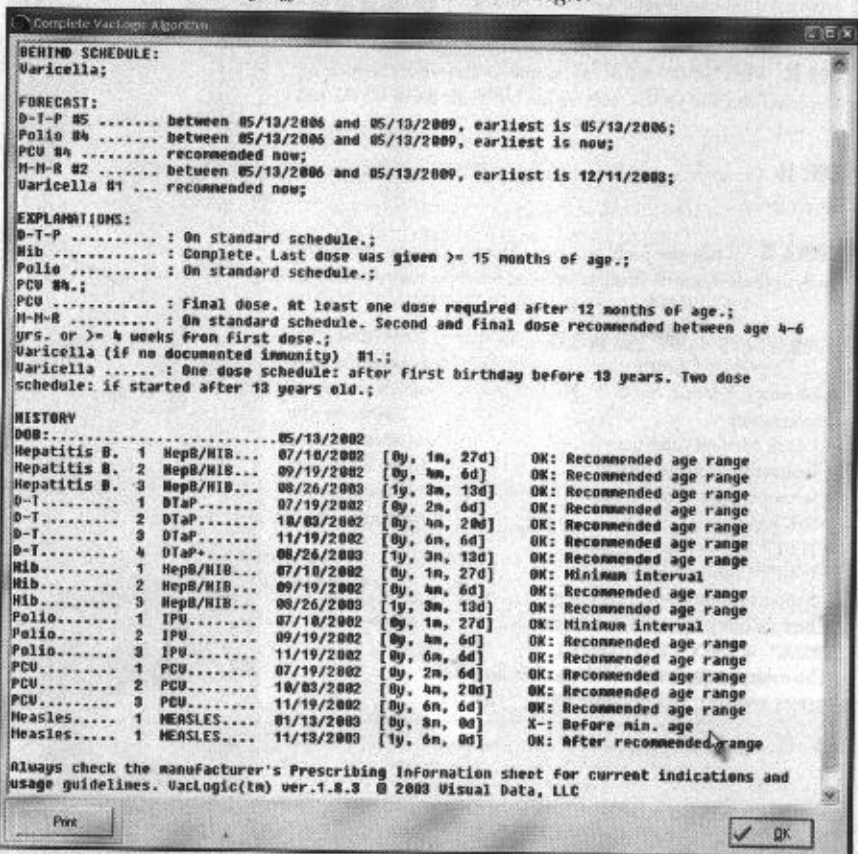 Complete VacLogic Algorithm
BEHIND SCHEDULE:
Varicella;
FORECAST:
D-T-P #5 ....... between 05/13/2006 and 05/13/2009, earliest is 05/13/2006;
Polio #4 ....... between 05/13/2006 and 05/13/2009, earliest is now;
PCV #4 ......... recommended now;
M-M-R #2 ....... between 05/13/2006 and 05/13/2009, earliest is 12/11/2003;
Varicella #1 ... recommended now;
EXPLANATIONS:
D-T-P .......... : On standard schedule.;
Hib ............ : Complete. Last dose was given >= 15 months of age.;
Polio .......... : On standard schedule.;
PCV #4.;
PCV ............ : Final dose. At least one dose required after 12 months of age.;
M-M-R .......... : On standard schedule. Second and final dose recommended between age 4-6
yrs. or >= 4 weeks from first dose.;
Varicella (if no documented immunity) #1.;
Varicella ...... : One dose schedule: after first birthday before 13 years. Two dose
schedule: if started after 13 years old.;
HISTORY
DOB:.........................05/13/2002
Hepatitis B. 1 HepB/HIB... 07/10/2002 [0y, 1m, 27d] OK: Recommended age range
Hepatitis B. 2 HepB/HIB... 09/19/2002 [0y, 4m, 6d] OK: Recommended age range
Hepatitis B. 3 HepB/HIB... 08/26/2003 [1y, 3m, 13d] OK: Recommended age range
D-T......... 1 DTaP....... 07/19/2002 [0y, 2m, 6d] OK: Recommended age range
D-T......... 2 DTaP....... 10/03/2002 [0y, 4m, 20d] OK: Recommended age range
D-T......... 3 DTaP....... 11/19/2002 [0y, 6m, 6d] OK: Recommended age range
D-T......... 4 DTaP+...... 08/26/2003 [1y, 3m, 13d] OK: Recommended age range
Hib......... 1 HepB/HIB... 07/10/2002 [0y, 1m, 27d] OK: Minimum interval
Hib......... 2 HepB/HIB... 09/19/2002 [0y, 4m, 6d] OK: Recommended age range
Hib......... 3 HepB/HIB... 08/26/2003 [1y, 3m, 13d] OK: Recommended age range
Polio....... 1 IPV........ 07/10/2002 [0y, 1m, 27d] OK: Minimum interval
Polio....... 2 IPV........ 09/19/2002 [0y, 4m, 6d] OK: Recommended age range
Polio....... 3 IPV........ 11/19/2002 [0y, 6m, 6d] OK: Recommended age range
PCV......... 1 PCV........ 07/19/2002 [0y, 2m, 6d] OK: Recommended age range
PCV......... 2 PCV........ 10/03/2002 [0y, 4m, 20d] OK: Recommended age range
PCV......... 3 PCV........ 11/19/2002 [0y, 6m, 6d] OK: Recommended age range
Measles..... 1 MEASLES.... 01/13/2003 [0y, 8m, 0d] X-: Before min. age
Measles..... 1 MEASLES.... 11/13/2003 [1y, 6m, 0d] OK: After recommended range
Always check the manufacturer's Prescribing Information sheet for current indications and
usage guidelines. VacLogic(tm) ver.1.8.3 © 2003 Visual Data, LLC
Print
OK